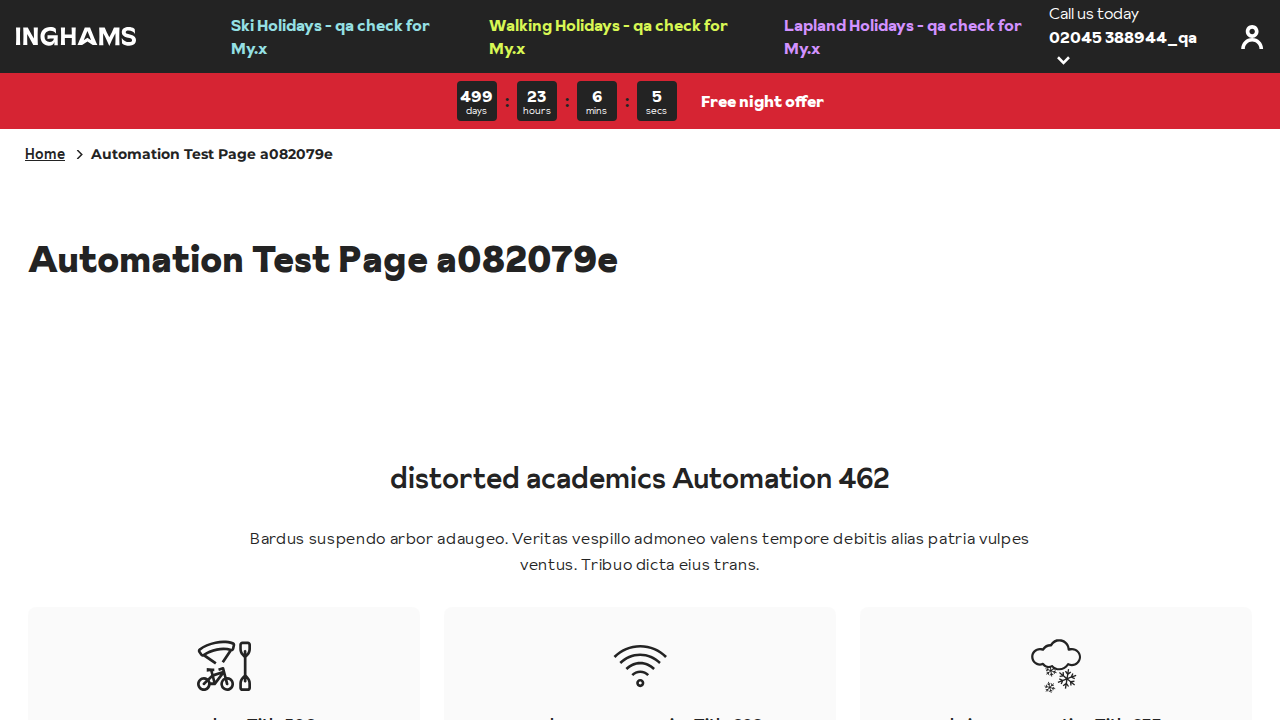 INGHAMS
Ski Holidays - qa check for
My.x
Walking Holidays - qa check for
My.x
Lapland Holidays - qa check for
My.x
Call us today
02045 388944_qa
499 : 23 : 6 : 5
days hours mins secs
Free night offer
Home > Automation Test Page a082079e
Automation Test Page a082079e
distorted academics Automation 462
Bardus suspendo arbor adaugeo. Veritas vespillo admoneo valens tempore debitis alias patria vulpes
ventus. Tribuo dicta eius trans.